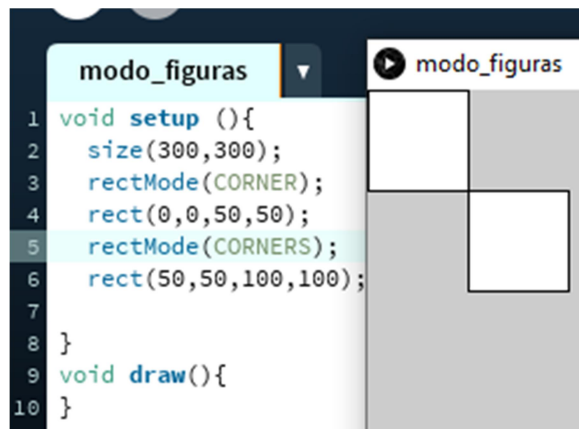 modo_figuras
modo_figuras
1 void setup (){
2 size(300,300);
3 rectMode(CORNER);
4 rect(0,0,50,50);
5 rectMode(CORNERS);
6 rect(50,50,100,100);
7
8 }
9 void draw(){
10 }